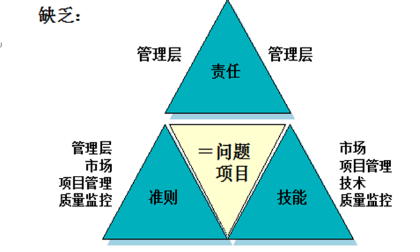 缺乏：
管理层
管理层
责任
＝问题
项目
管理层
市场
项目管理
质量监控
准则
技能
市场
项目管理
技术
质量监控